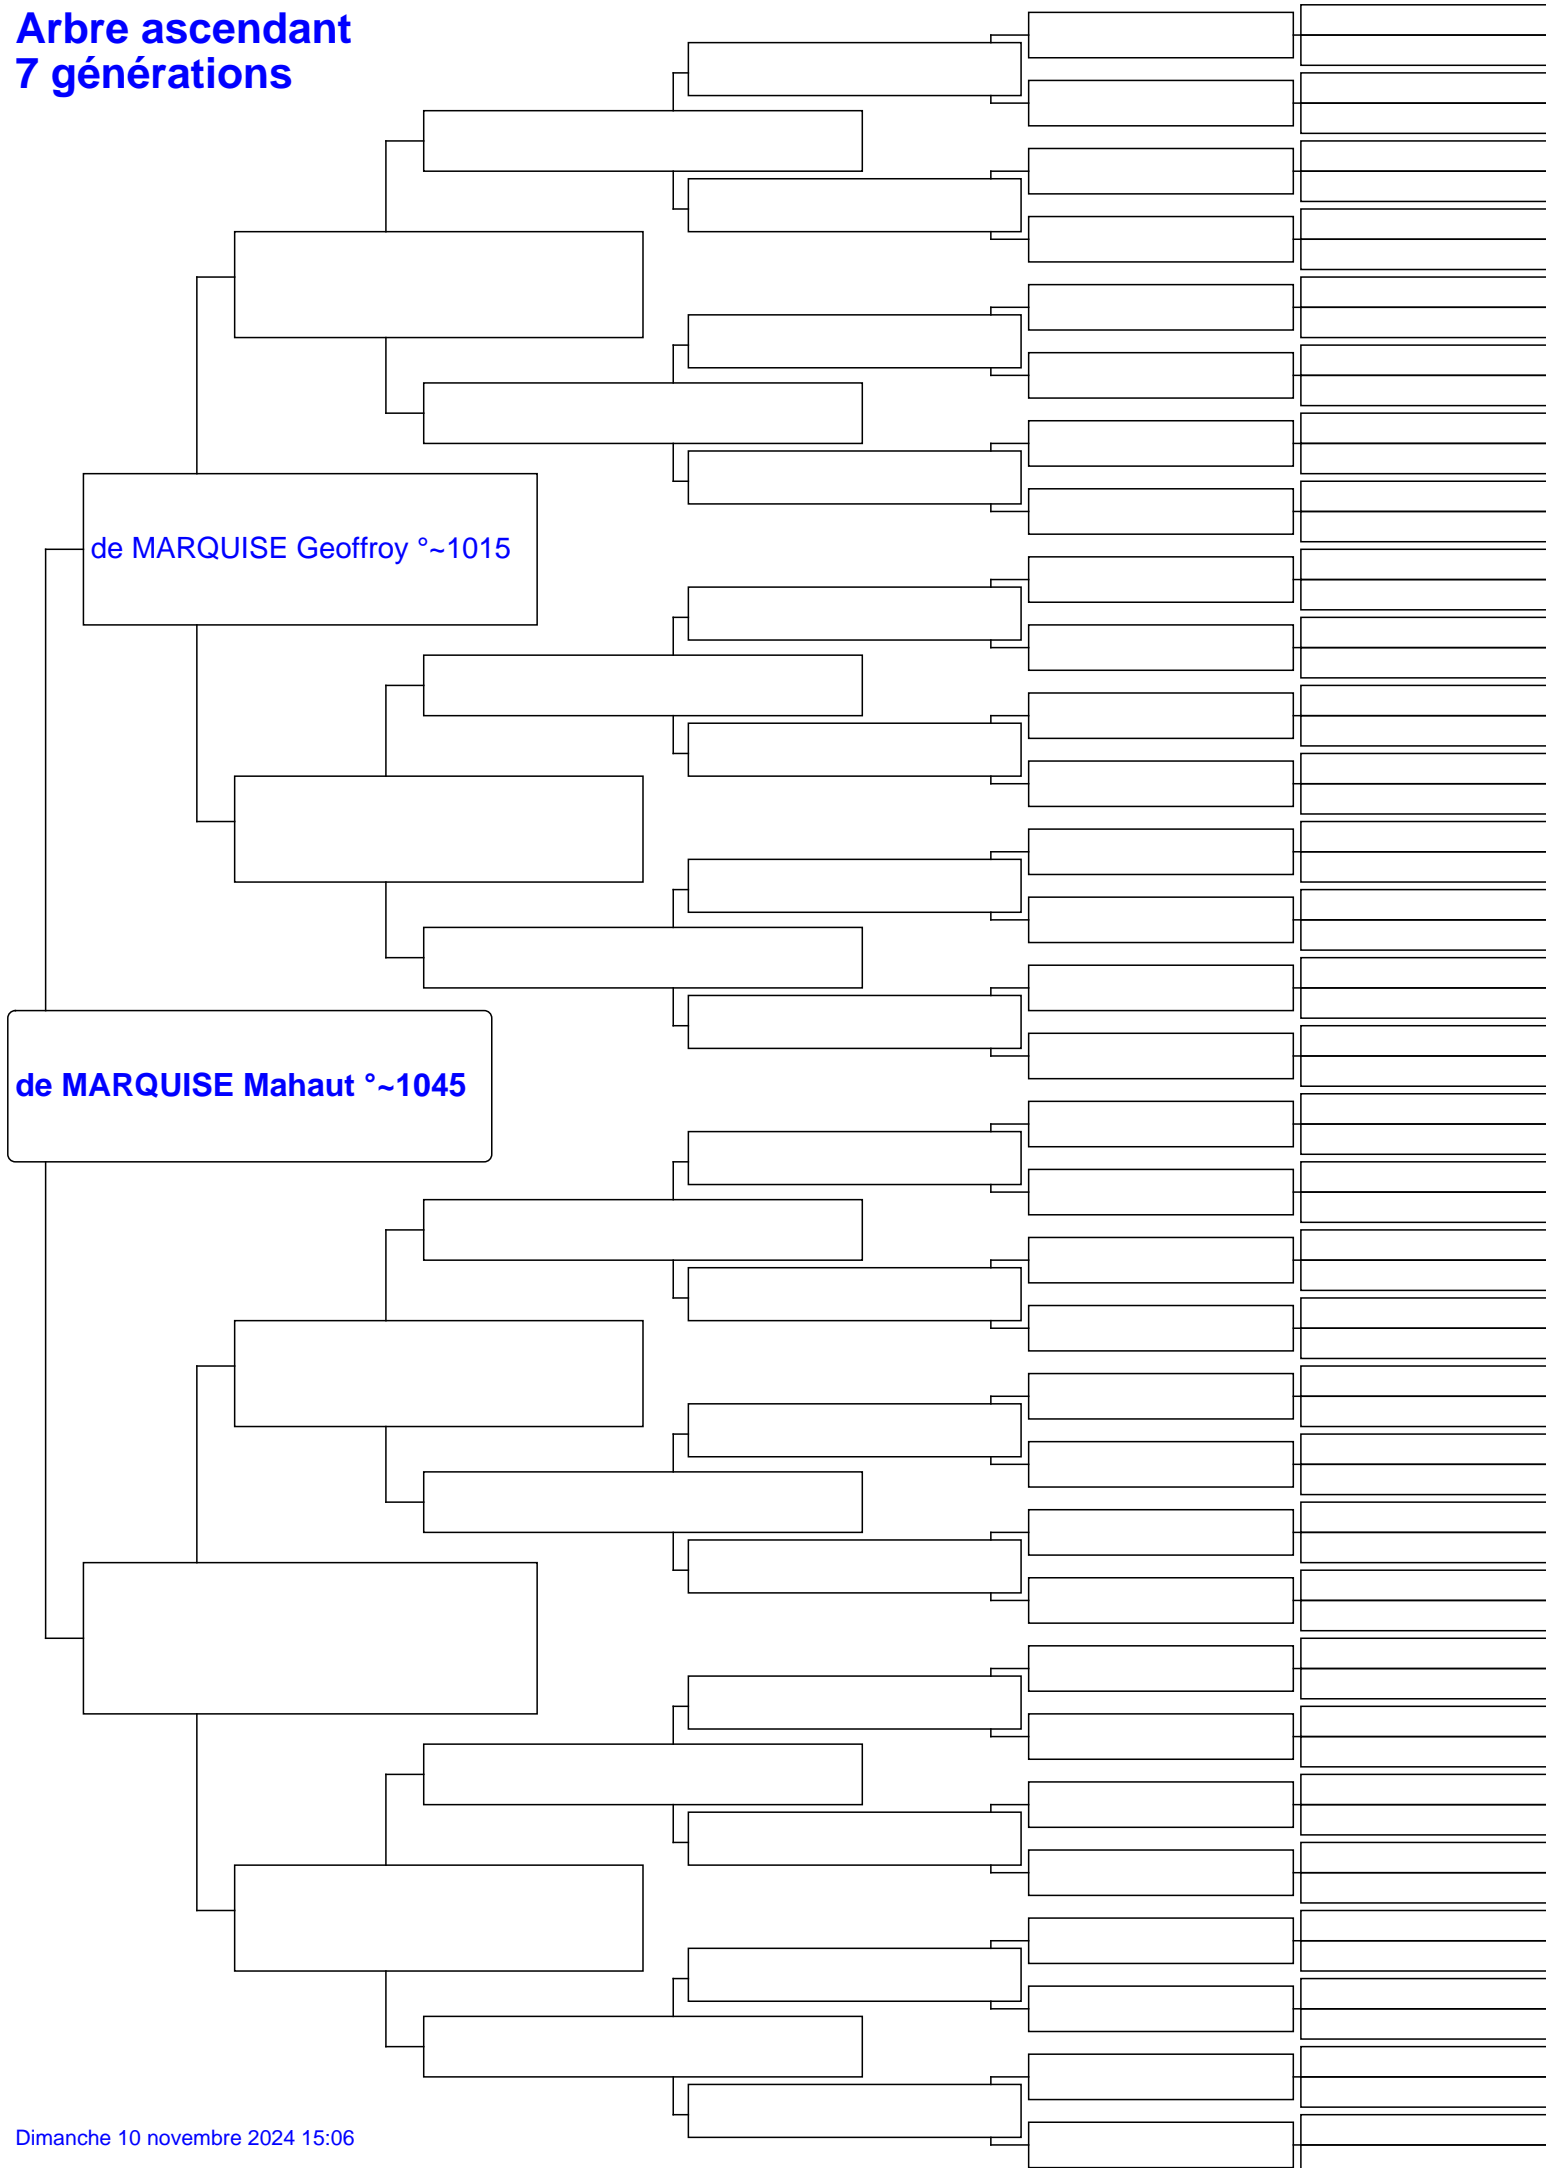 Arbre ascendant
7 générations
de MARQUISE Geoffroy °~1015
de MARQUISE Mahaut °~1045
Dimanche 10 novembre 2024 15:06